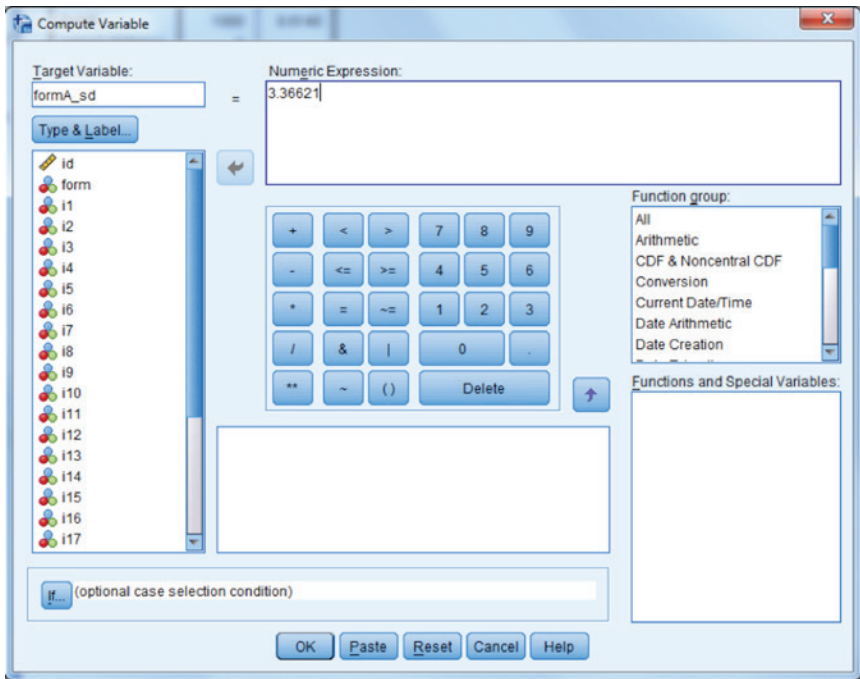 Compute Variable
Target Variable:
formA_sd
=
Numeric Expression:
3.36621
Type & Label...
id
form
i1
i2
i3
i4
i5
i6
i7
i8
i9
i10
i11
i12
i13
i14
i15
i16
i17
+ < > 7 8 9
- <= >= 4 5 6
* = ~= 1 2 3
/ & | 0 .
** ~ ( ) Delete
Function group:
All
Arithmetic
CDF & Noncentral CDF
Conversion
Current Date/Time
Date Arithmetic
Date Creation
Functions and Special Variables:
If... (optional case selection condition)
OK Paste Reset Cancel Help